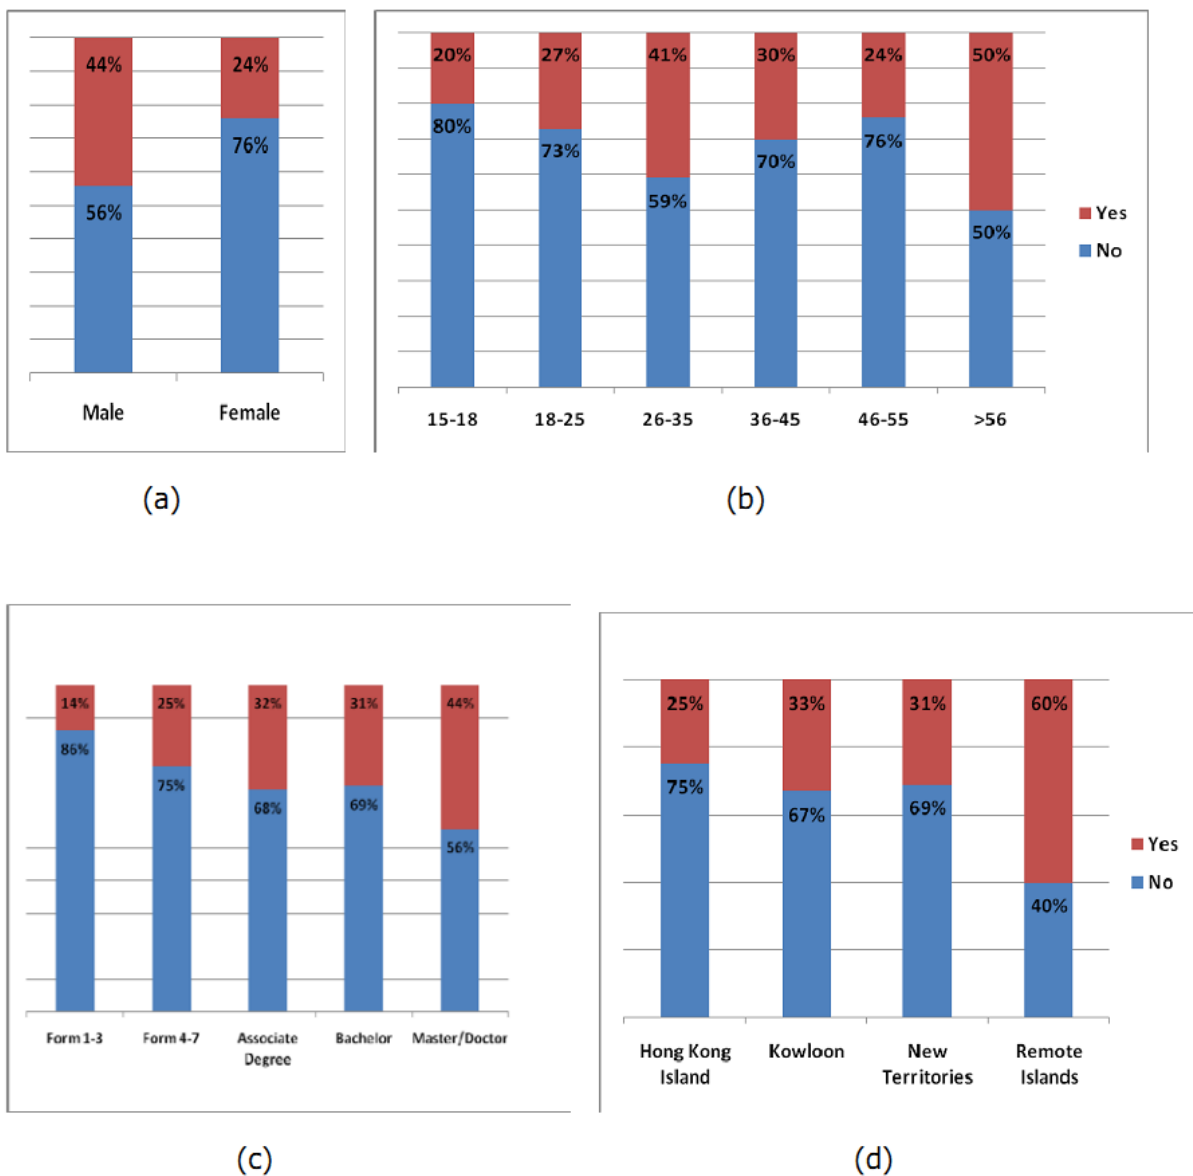 44% 24%
76%
56%
Male Female
(a)
20% 27% 41% 30% 24% 50%
80% 73% 59% 70% 76% 50%
Yes
No
15-18 18-25 26-35 36-45 46-55 >56
(b)
14% 25% 32% 31% 44%
86% 75% 68% 69% 56%
Form 1-3 Form 4-7 Associate Bachelor Master/Doctor
Degree
(c)
25% 33% 31% 60%
75% 67% 69% 40%
Yes
No
Hong Kong Kowloon New Remote
Island Territories Islands
(d)